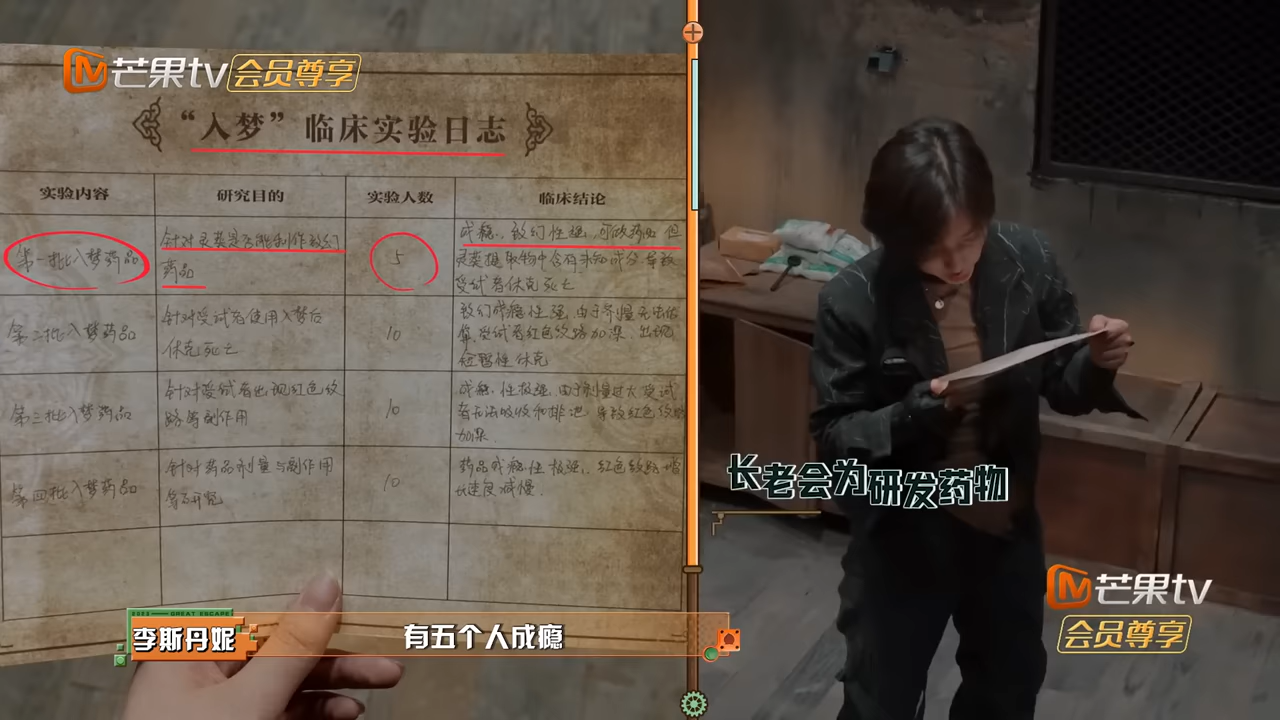 芒果tv 会员尊享
“入梦”临床实验日志
实验内容 研究目的 实验人数 临床结论
第一批入梦药品
针对灵类是否能制作致幻
药品
5
成瘾、致幻性强,可做药品 但
灵类提取物中含有未知成分导致
受试者休克死亡
第二批入梦药品
针对受试者使用入梦后
休克死亡
10
致幻成瘾性强,由于剂量无法估
算,受试者红色纹路加深,出现
短暂性休克
第三批入梦药品
针对受试者出现红色纹
路等副作用
10
成瘾性极强,由于剂量过大受试
者无法吸收和排泄,导致红色纹路
加深.
第四批入梦药品
针对药品剂量与副作用
等研究
10
药品成瘾性极强,红色纹路增
长速度减慢.
长老会为研发药物
2023 GREAT ESCAPE
李斯丹妮 有五个人成瘾
芒果tv
会员尊享